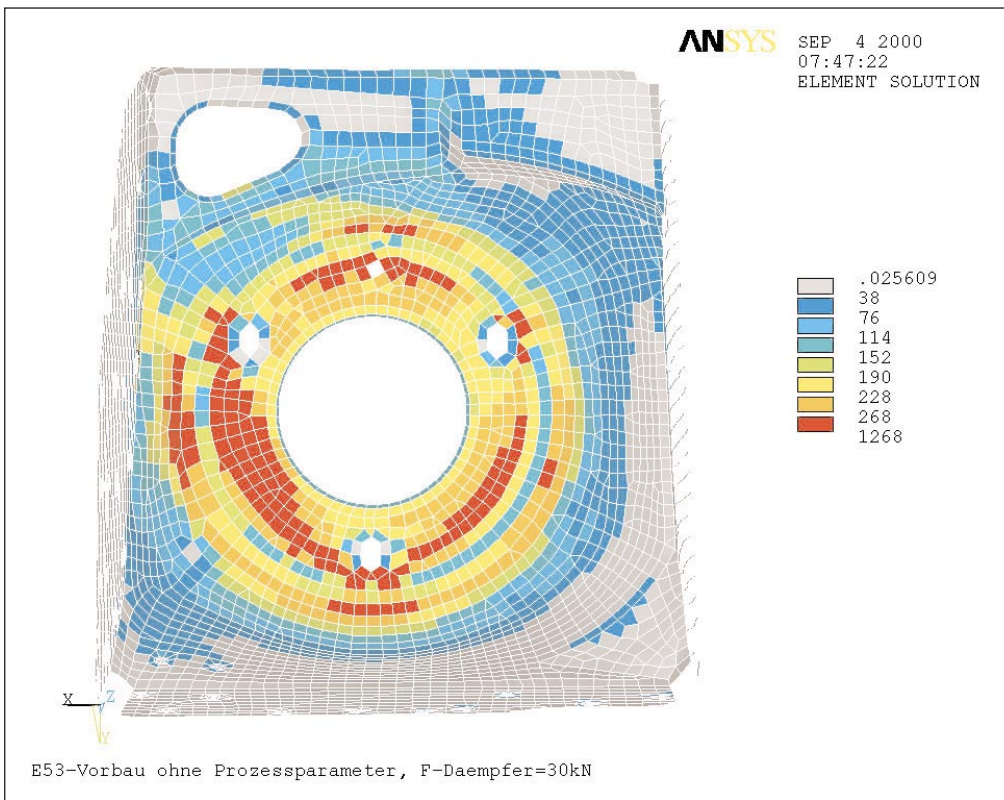 ANSYS
SEP 4 2000
07:47:22
ELEMENT SOLUTION
.025609
38
76
114
152
190
228
268
1268
X
Z
Y
E53-Vorbau ohne Prozessparameter, F-Daempfer=30kN